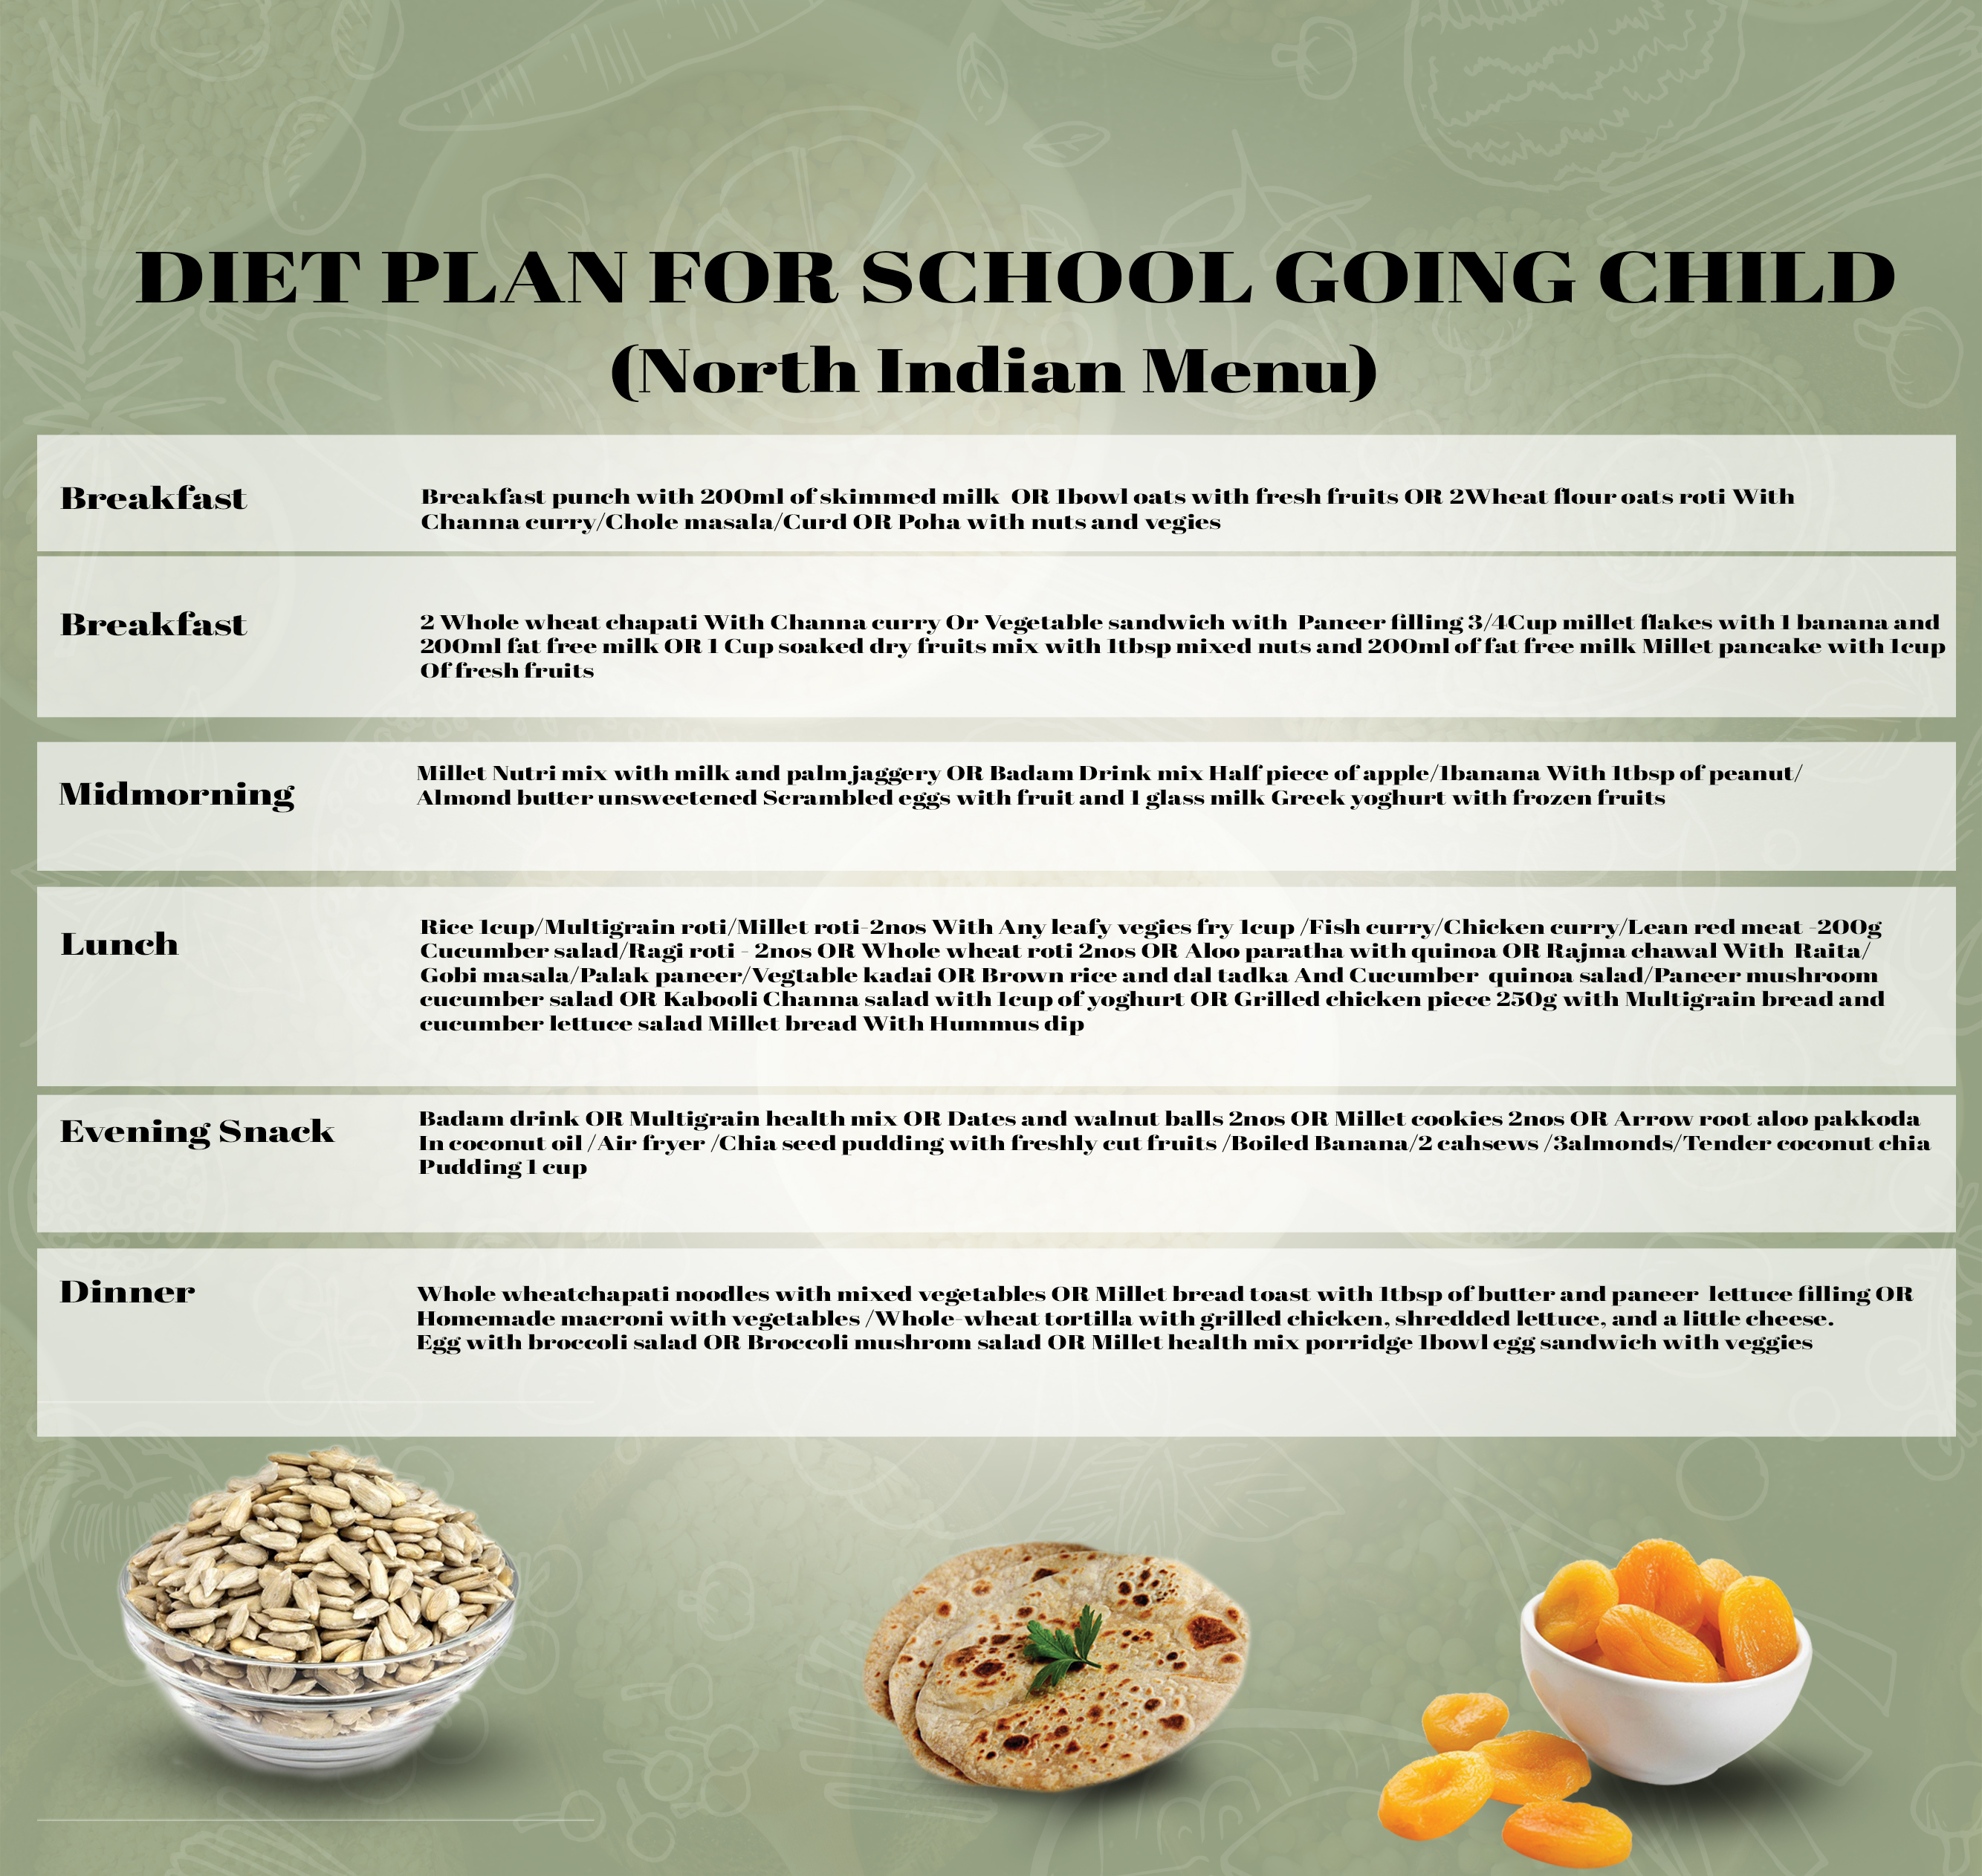 DIET PLAN FOR SCHOOL GOING CHILD
(North Indian Menu)
Breakfast
Breakfast punch with 200ml of skimmed milk OR 1bowl oats with fresh fruits OR 2Wheat flour oats roti With
Channa curry/Chole masala/Curd OR Poha with nuts and vegies
Breakfast
2 Whole wheat chapati With Channa curry Or Vegetable sandwich with Paneer filling 3/4Cup millet flakes with 1 banana and
200ml fat free milk OR 1 Cup soaked dry fruits mix with 1tbsp mixed nuts and 200ml of fat free milk Millet pancake with 1cup
Of fresh fruits
Midmorning
Millet Nutri mix with milk and palm jaggery OR Badam Drink mix Half piece of apple/1banana With 1tbsp of peanut/
Almond butter unsweetened Scrambled eggs with fruit and 1 glass milk Greek yoghurt with frozen fruits
Lunch
Rice 1cup/Multigrain roti/Millet roti-2nos With Any leafy vegies fry 1cup /Fish curry/Chicken curry/Lean red meat -200g
Cucumber salad/Ragi roti - 2nos OR Whole wheat roti 2nos OR Aloo paratha with quinoa OR Rajma chawal With Raita/
Gobi masala/Palak paneer/Vegtable kadai OR Brown rice and dal tadka And Cucumber quinoa salad/Paneer mushroom
cucumber salad OR Kabooli Channa salad with 1cup of yoghurt OR Grilled chicken piece 250g with Multigrain bread and
cucumber lettuce salad Millet bread With Hummus dip
Evening Snack
Badam drink OR Multigrain health mix OR Dates and walnut balls 2nos OR Millet cookies 2nos OR Arrow root aloo pakkoda
In coconut oil /Air fryer /Chia seed pudding with freshly cut fruits /Boiled Banana/2 cahsews /3almonds/Tender coconut chia
Pudding 1 cup
Dinner
Whole wheatchapati noodles with mixed vegetables OR Millet bread toast with 1tbsp of butter and paneer lettuce filling OR
Homemade macroni with vegetables /Whole-wheat tortilla with grilled chicken, shredded lettuce, and a little cheese.
Egg with broccoli salad OR Broccoli mushrom salad OR Millet health mix porridge 1bowl egg sandwich with veggies